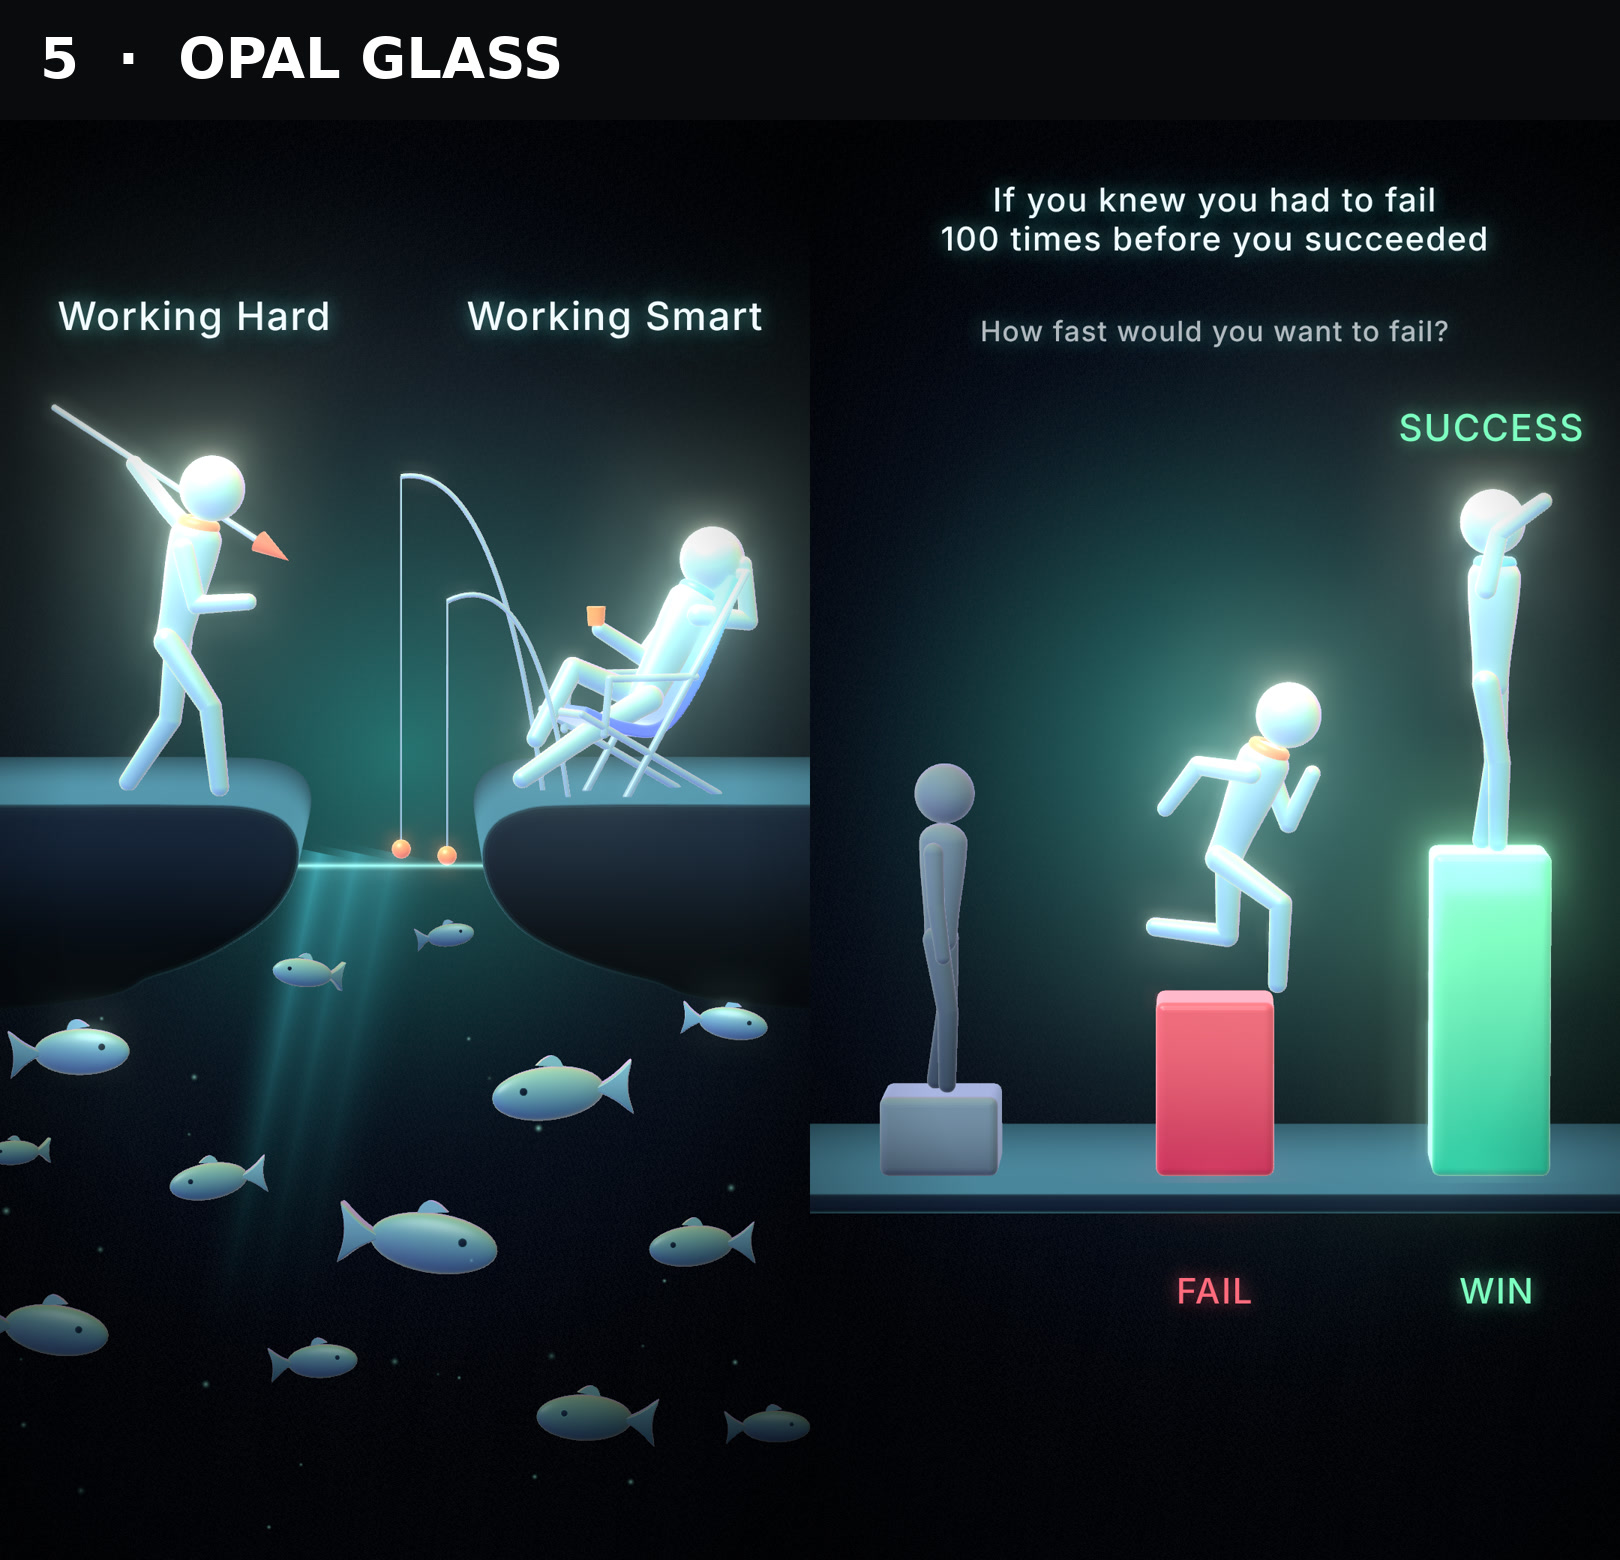 5 · OPAL GLASS
Working Hard
Working Smart
If you knew you had to fail
100 times before you succeeded
How fast would you want to fail?
SUCCESS
FAIL
WIN